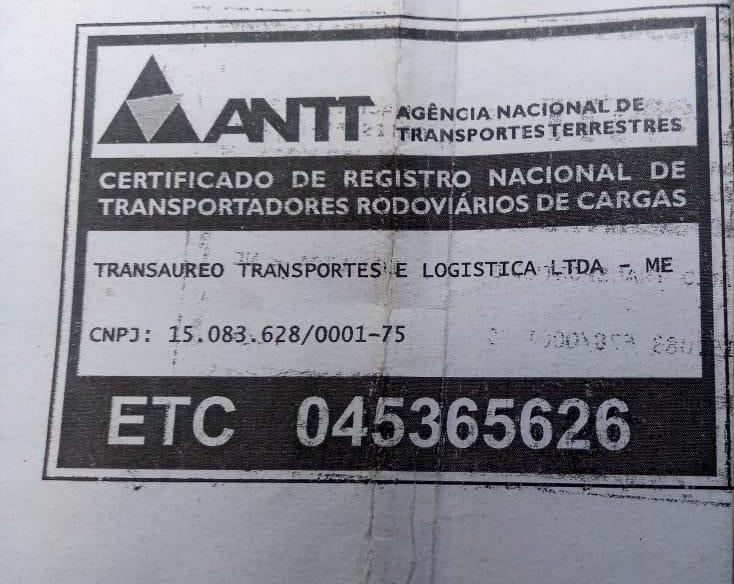 ANTT AGÊNCIA NACIONAL DE
TRANSPORTES TERRESTRES
CERTIFICADO DE REGISTRO NACIONAL DE
TRANSPORTADORES RODOVIÁRIOS DE CARGAS
TRANSAUREO TRANSPORTES E LOGISTICA LTDA - ME
CNPJ: 15.083.628/0001-75
ETC 045365626